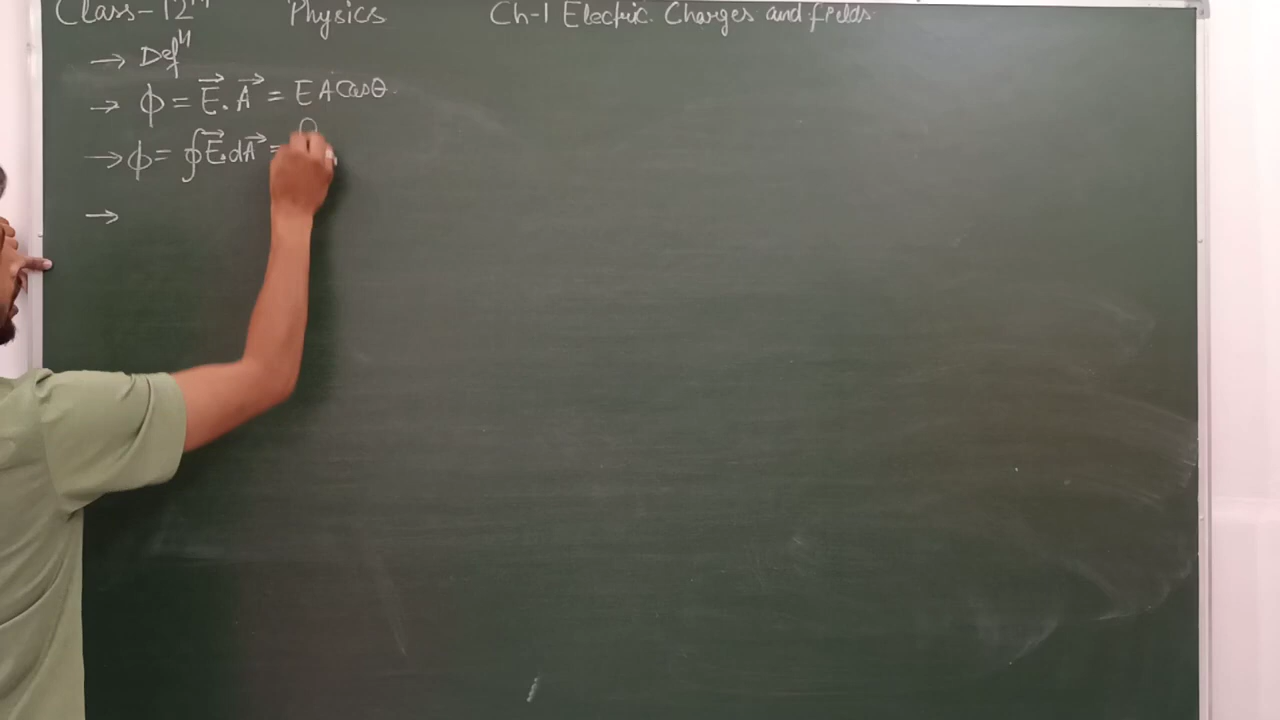 Class-12th Physics Ch-1 Electric Charges and fields
→ Defⁿ
→ ϕ = E⃗. A⃗ = E A Cosθ.
→ ϕ = ∮E⃗.dA⃗ =
→